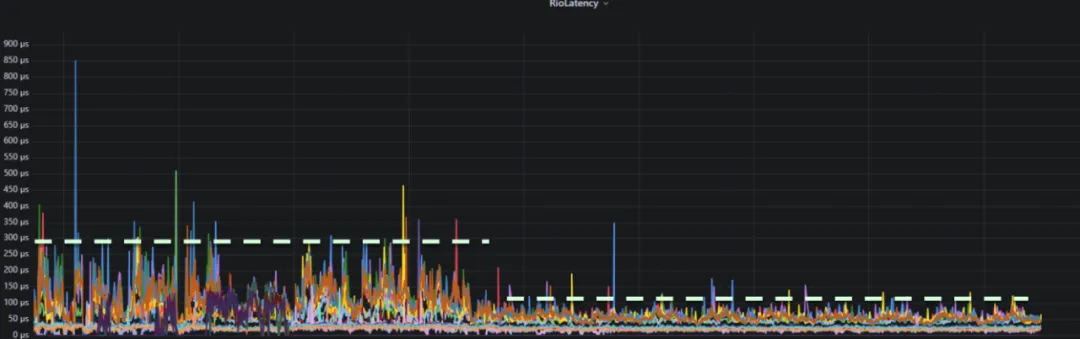 RioLatency
900 µs
850 µs
800 µs
750 µs
700 µs
650 µs
600 µs
550 µs
500 µs
450 µs
400 µs
350 µs
300 µs
250 µs
200 µs
150 µs
100 µs
50 µs
0 µs